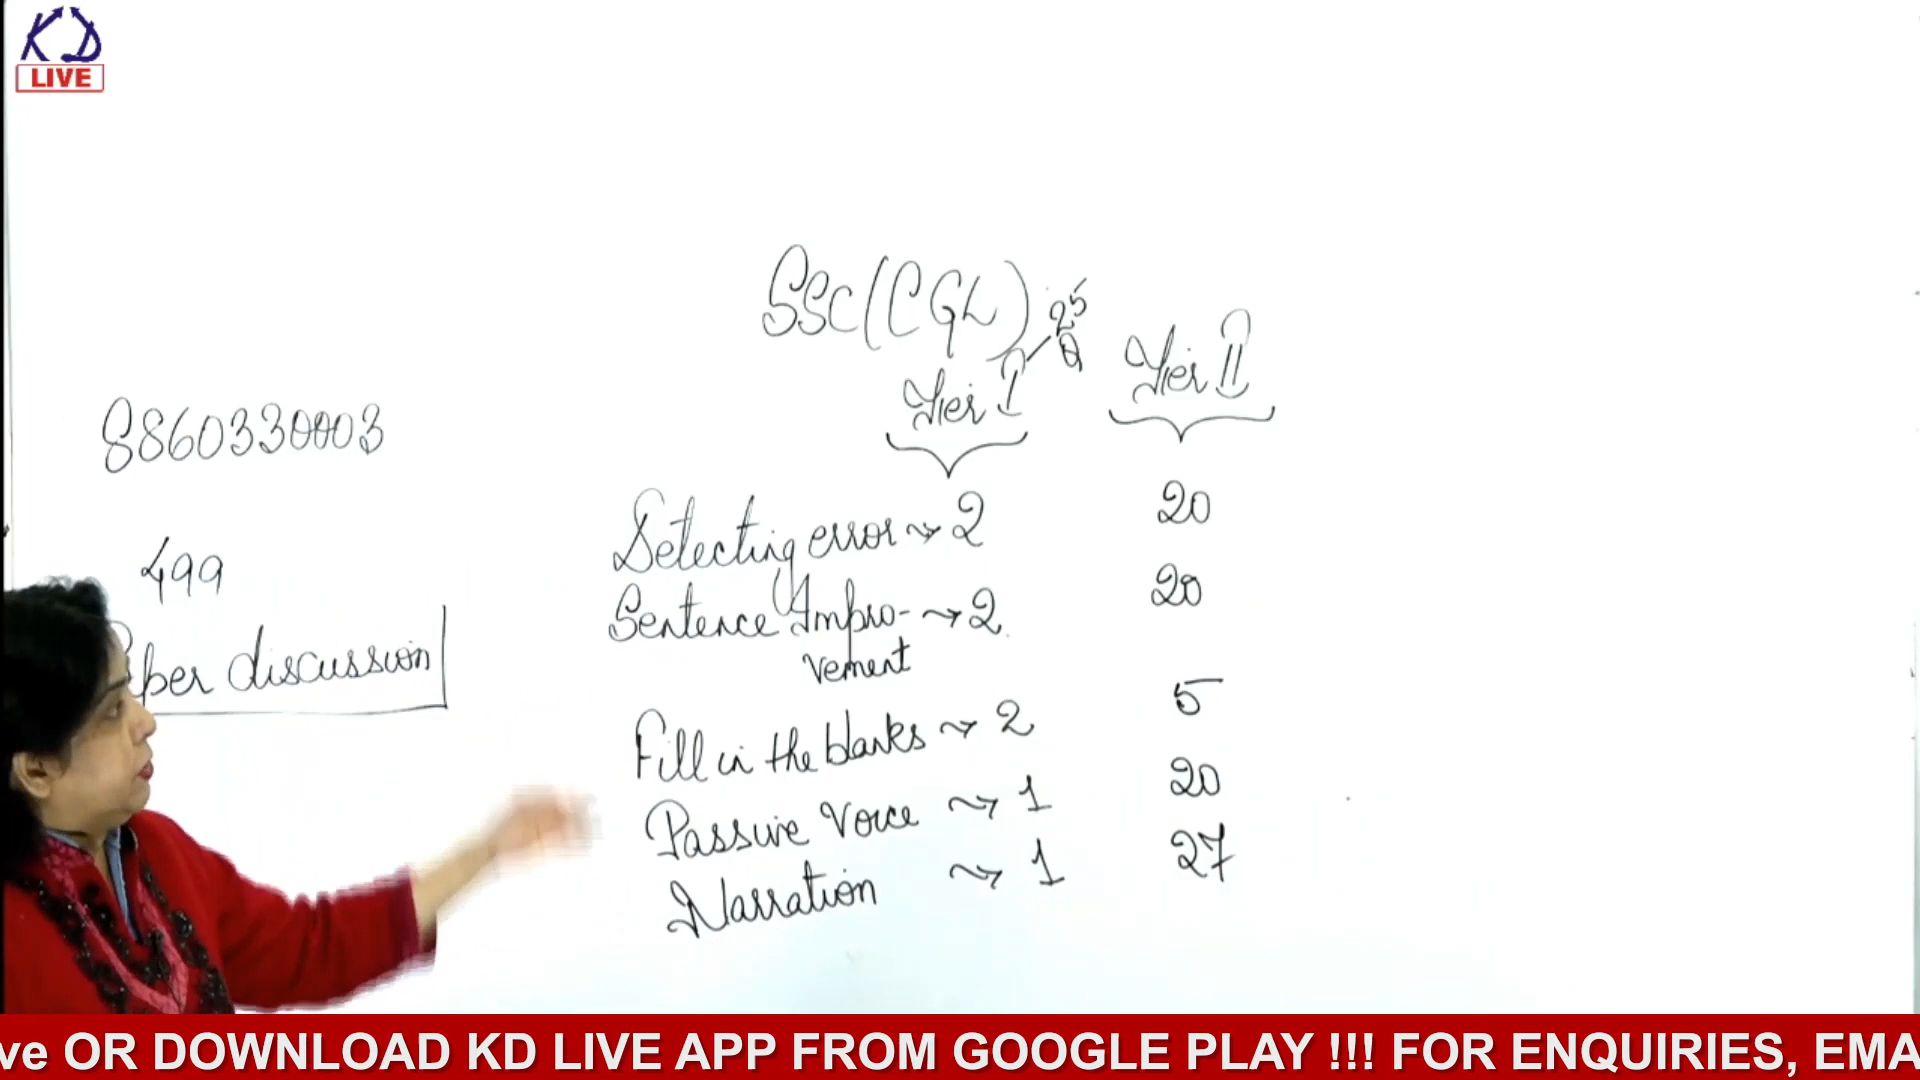 KD
LIVE
SSC (CGL)
25
Q
Tier I
Tier II
8860330003
499
per discussion
Detecting error → 2 20
Sentence Impro- → 2 20
vement
Fill in the blanks → 2 5
Passive Voice → 1 20
Narration → 1 27
ve OR DOWNLOAD KD LIVE APP FROM GOOGLE PLAY !!! FOR ENQUIRIES, EMA